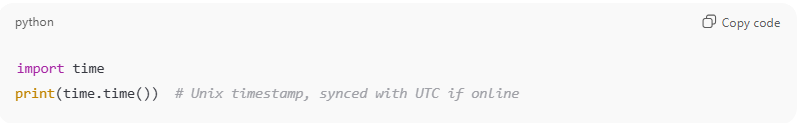 python
Copy code
import time
print(time.time())  # Unix timestamp, synced with UTC if online